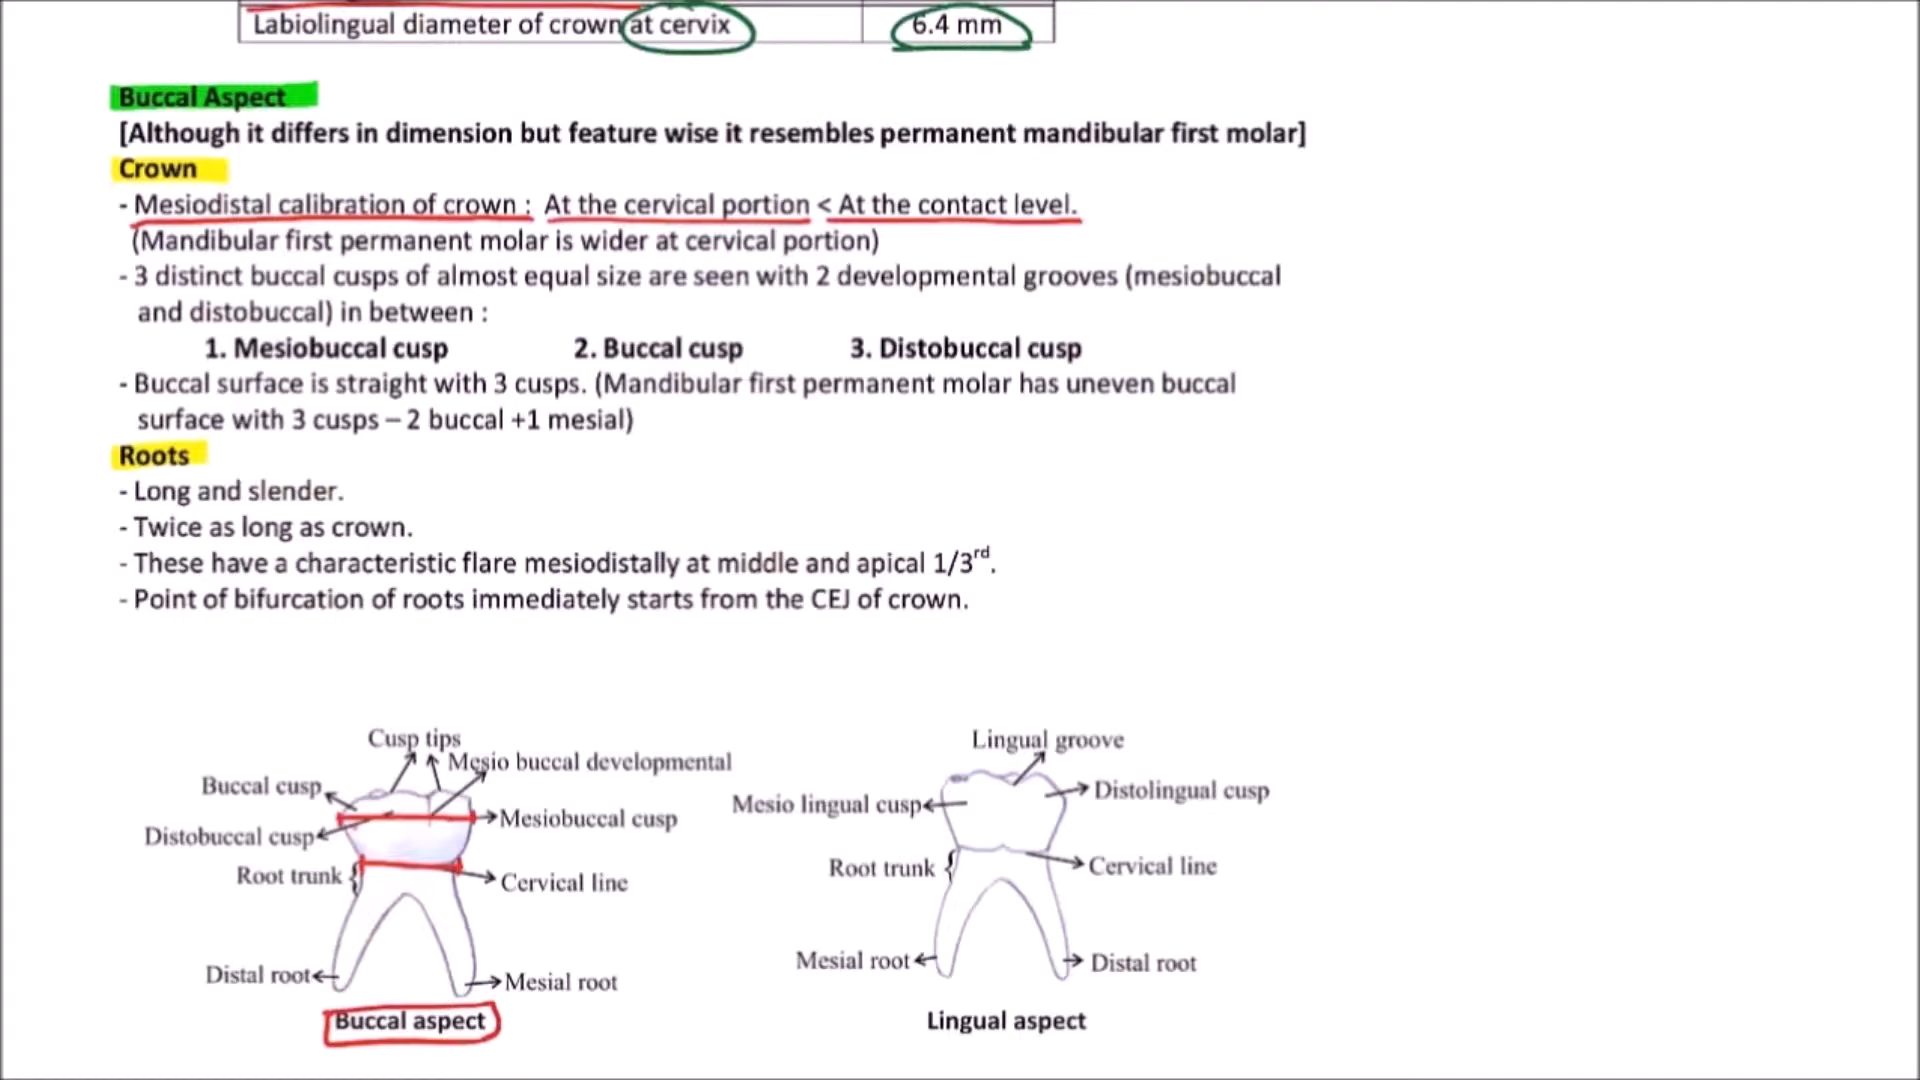 Labiolingual diameter of crown at cervix 6.4 mm
Buccal Aspect
[Although it differs in dimension but feature wise it resembles permanent mandibular first molar]
Crown
- Mesiodistal calibration of crown : At the cervical portion < At the contact level.
(Mandibular first permanent molar is wider at cervical portion)
- 3 distinct buccal cusps of almost equal size are seen with 2 developmental grooves (mesiobuccal
and distobuccal) in between :
1. Mesiobuccal cusp 2. Buccal cusp 3. Distobuccal cusp
- Buccal surface is straight with 3 cusps. (Mandibular first permanent molar has uneven buccal
surface with 3 cusps – 2 buccal +1 mesial)
Roots
- Long and slender.
- Twice as long as crown.
- These have a characteristic flare mesiodistally at middle and apical 1/3rd.
- Point of bifurcation of roots immediately starts from the CEJ of crown.
Cusp tips
Mesio buccal developmental
Buccal cusp
Mesiobuccal cusp
Distobuccal cusp
Root trunk
Cervical line
Distal root
Mesial root
Buccal aspect
Lingual groove
Distolingual cusp
Mesio lingual cusp
Root trunk
Cervical line
Mesial root
Distal root
Lingual aspect